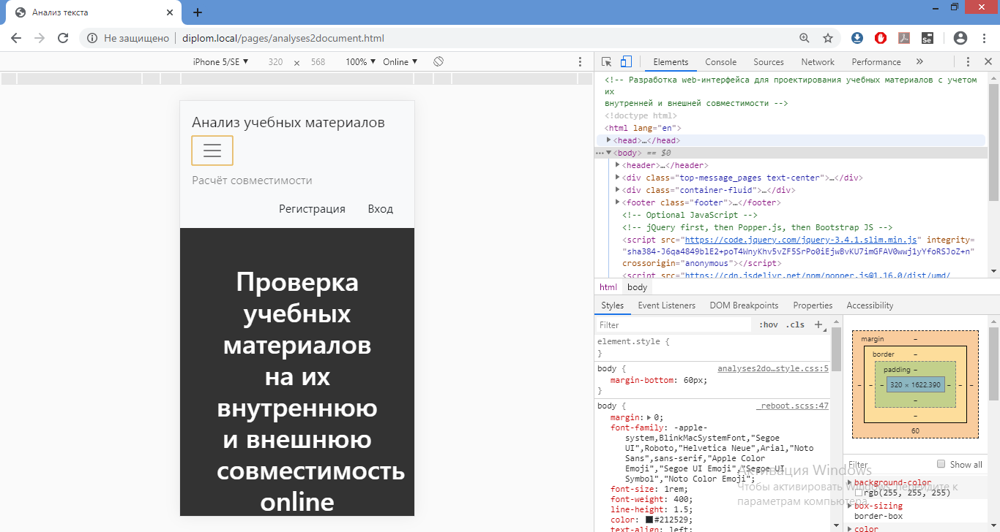 Анализ текста
Не защищено | diplom.local/pages/analyses2document.html
iPhone 5/SE ▼ 320 × 568 100% ▼ Online ▼
Elements Console Sources Network Performance »
Анализ учебных материалов
Расчёт совместимости
Регистрация Вход
Проверка
учебных
материалов
на их
внутреннюю
и внешнюю
совместимость
online
<!-- Разработка web-интерфейса для проектирования учебных материалов с учетом
их
внутренней и внешней совместимости -->
<!doctype html>
<html lang="en">
<head>…</head>
<body> == $0
<header>…</header>
<div class="top-message_pages text-center">…</div>
<div class="container-fluid">…</div>
<footer class="footer">…</footer>
<!-- Optional JavaScript -->
<!-- jQuery first, then Popper.js, then Bootstrap JS -->
<script src="https://code.jquery.com/jquery-3.4.1.slim.min.js" integrity=
"sha384-J6qa4849blE2+poT4WnyKhv5vZF5SrPo0iEjwBvKU7imGFAV0wwj1yYfoRSJoZ+n"
crossorigin="anonymous"></script>
<script src="https://cdn.jsdelivr.net/npm/popper.js@1.16.0/dist/umd/
html body
Styles Event Listeners DOM Breakpoints Properties Accessibility
Filter :hov .cls +
element.style {
}
body { analyses2do…style.css:5
margin-bottom: 60px;
}
body { _reboot.scss:47
margin: 0;
font-family: -apple-
system,BlinkMacSystemFont,"Segoe
UI",Roboto,"Helvetica Neue",Arial,"Noto
Sans",sans-serif,"Apple Color
Emoji","Segoe UI Emoji","Segoe UI
Symbol","Noto Color Emoji";
font-size: 1rem;
font-weight: 400;
line-height: 1.5;
color: #212529;
text-align: left;
margin –
border –
padding –
– – – 320 × 1622.390 – – –
–
–
60
Filter Show all
background-color
rgb(255, 255, 255)
box-sizing
border-box
color
Активация Windows
Чтобы активировать Windows, перейдите к
параметрам компьютера.